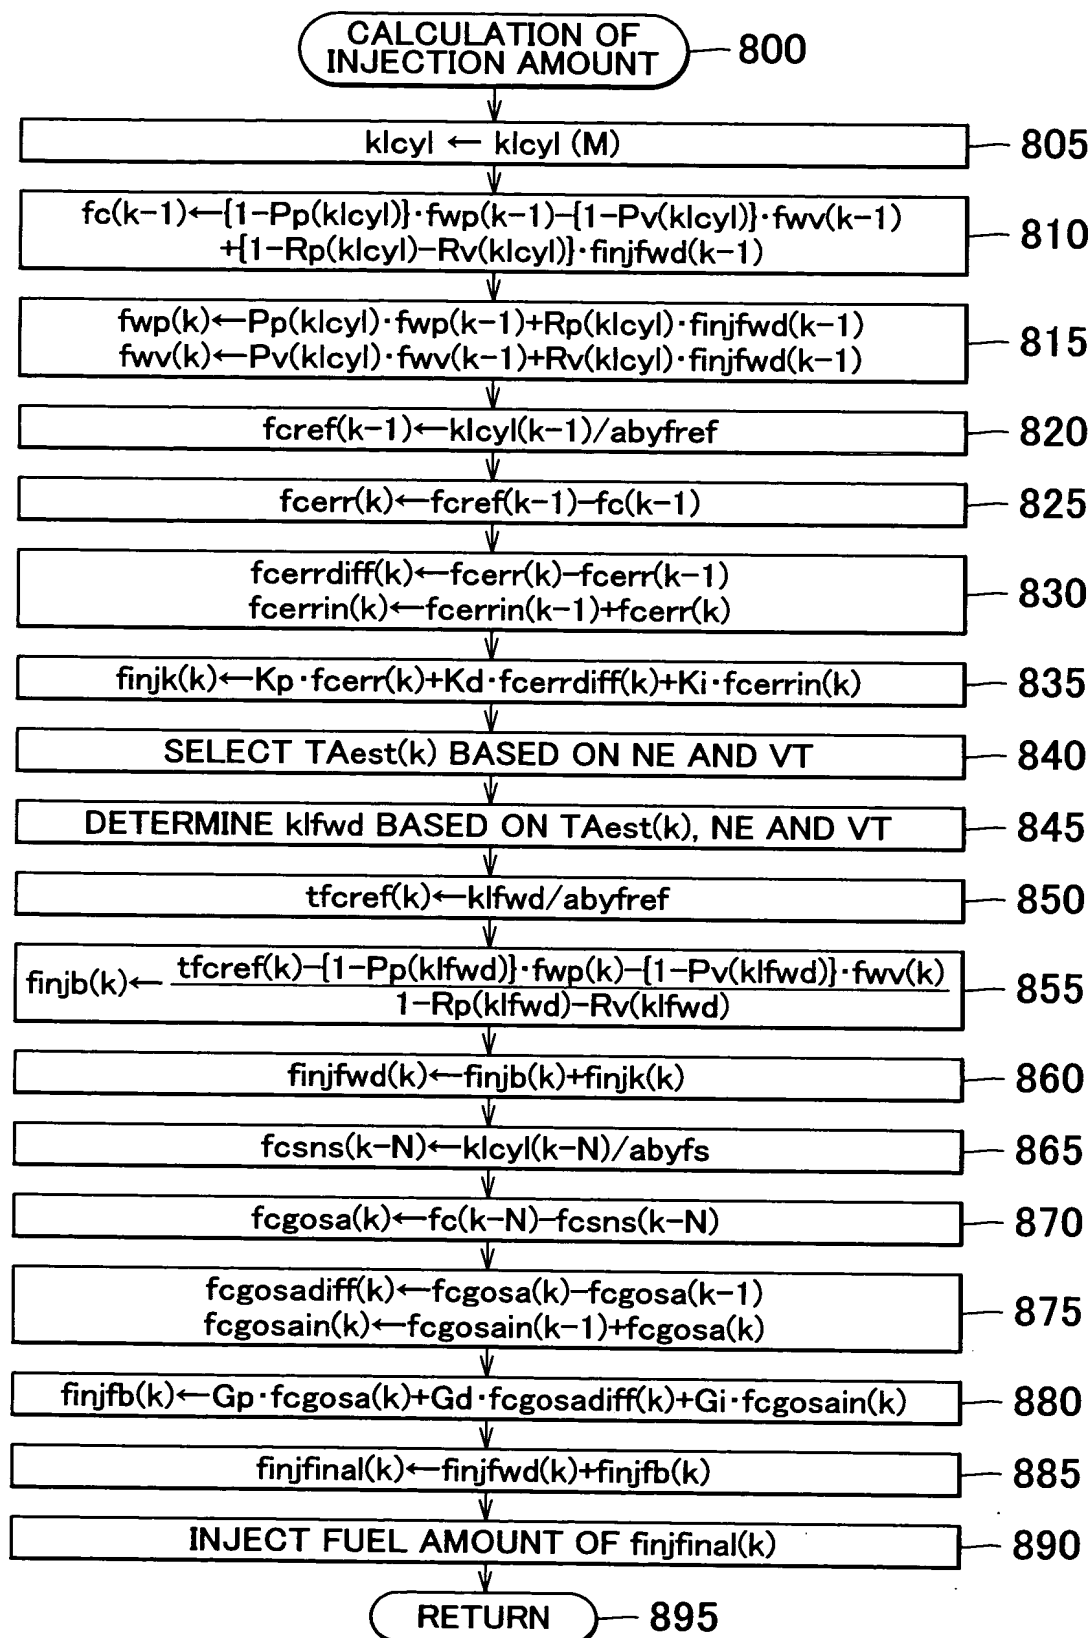 CALCULATION OF
INJECTION AMOUNT
800
klcyl ← klcyl (M)
805
fc(k-1)←{1-Pp(klcyl)}·fwp(k-1)-{1-Pv(klcyl)}·fwv(k-1)
+{1-Rp(klcyl)-Rv(klcyl)}·finjfwd(k-1)
810
fwp(k)←Pp(klcyl)·fwp(k-1)+Rp(klcyl)·finjfwd(k-1)
fwv(k)←Pv(klcyl)·fwv(k-1)+Rv(klcyl)·finjfwd(k-1)
815
fcref(k-1)←klcyl(k-1)/abyfref
820
fcerr(k)←fcref(k-1)-fc(k-1)
825
fcerrdiff(k)←fcerr(k)-fcerr(k-1)
fcerrin(k)←fcerrin(k-1)+fcerr(k)
830
finjk(k)←Kp·fcerr(k)+Kd·fcerrdiff(k)+Ki·fcerrin(k)
835
SELECT TAest(k) BASED ON NE AND VT
840
DETERMINE klfwd BASED ON TAest(k), NE AND VT
845
tfcref(k)←klfwd/abyfref
850
finjb(k)← tfcref(k)-{1-Pp(klfwd)}·fwp(k)-{1-Pv(klfwd)}·fwv(k)
1-Rp(klfwd)-Rv(klfwd)
855
finjfwd(k)←finjb(k)+finjk(k)
860
fcsns(k-N)←klcyl(k-N)/abyfs
865
fcgosa(k)←fc(k-N)-fcsns(k-N)
870
fcgosadiff(k)←fcgosa(k)-fcgosa(k-1)
fcgosain(k)←fcgosain(k-1)+fcgosa(k)
875
finjfb(k)←Gp·fcgosa(k)+Gd·fcgosadiff(k)+Gi·fcgosain(k)
880
finjfinal(k)←finjfwd(k)+finjfb(k)
885
INJECT FUEL AMOUNT OF finjfinal(k)
890
RETURN
895